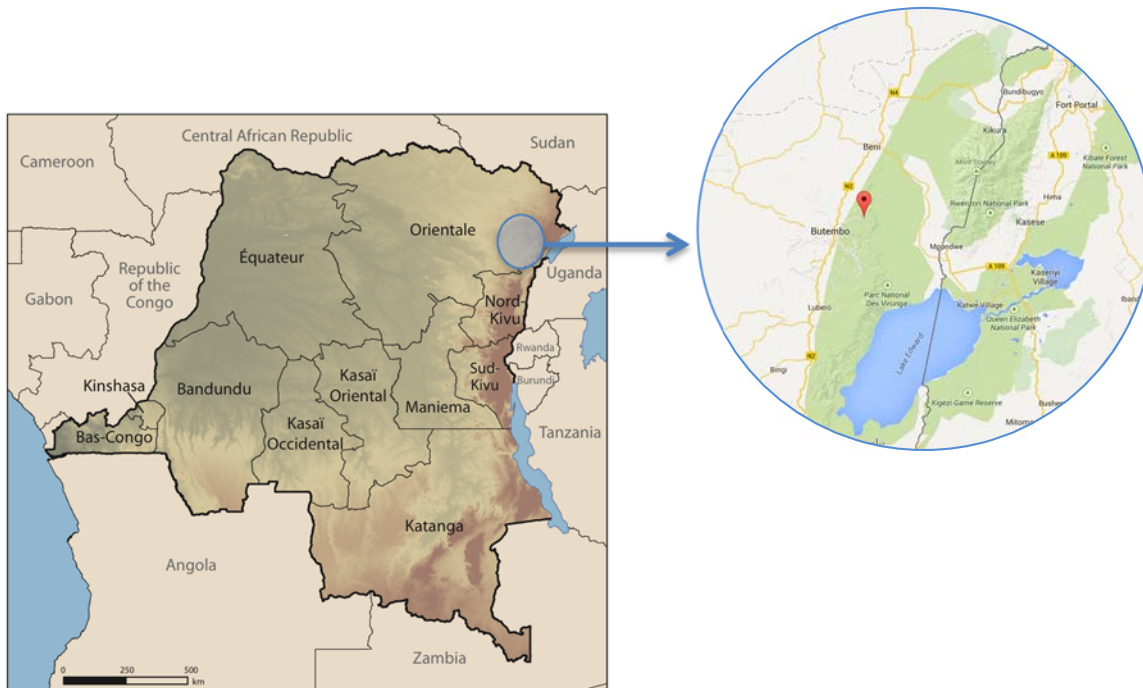 Central African Republic
Sudan
Cameroon
Orientale
Équateur
Republic
of the
Congo
Uganda
Gabon
Nord-
Kivu
Rwanda
Kinshasa
Bandundu
Kasaï
Oriental
Sud-
Kivu
Burundi
Maniema
Bas-Congo
Kasaï
Occidental
Tanzania
Katanga
Angola
Zambia
0 250 500
km
N4
Bundibugyo
Fort Portal
Kikura
Beni
A 109
Kibale Forest
National Park
Mont Stanley
N2
Rwenzori National Park
Hima
Kasese
Butembo
Mpondwe
A 109
Kasenyi
Village
Parc National
Des Virunga
Katwe Village
Iband
Lubero
Queen Elizabeth
National Park
Lake Edward
N2
Bingi
Kigezi Game Reserve
Bushe
Mitoma